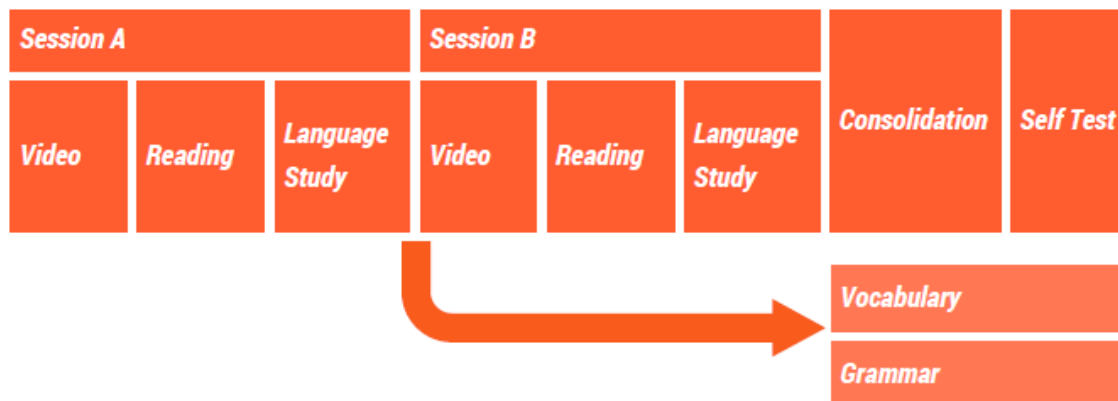 Session A
Session B
Video
Reading
Language
Study
Video
Reading
Language
Study
Consolidation
Self Test
Vocabulary
Grammar